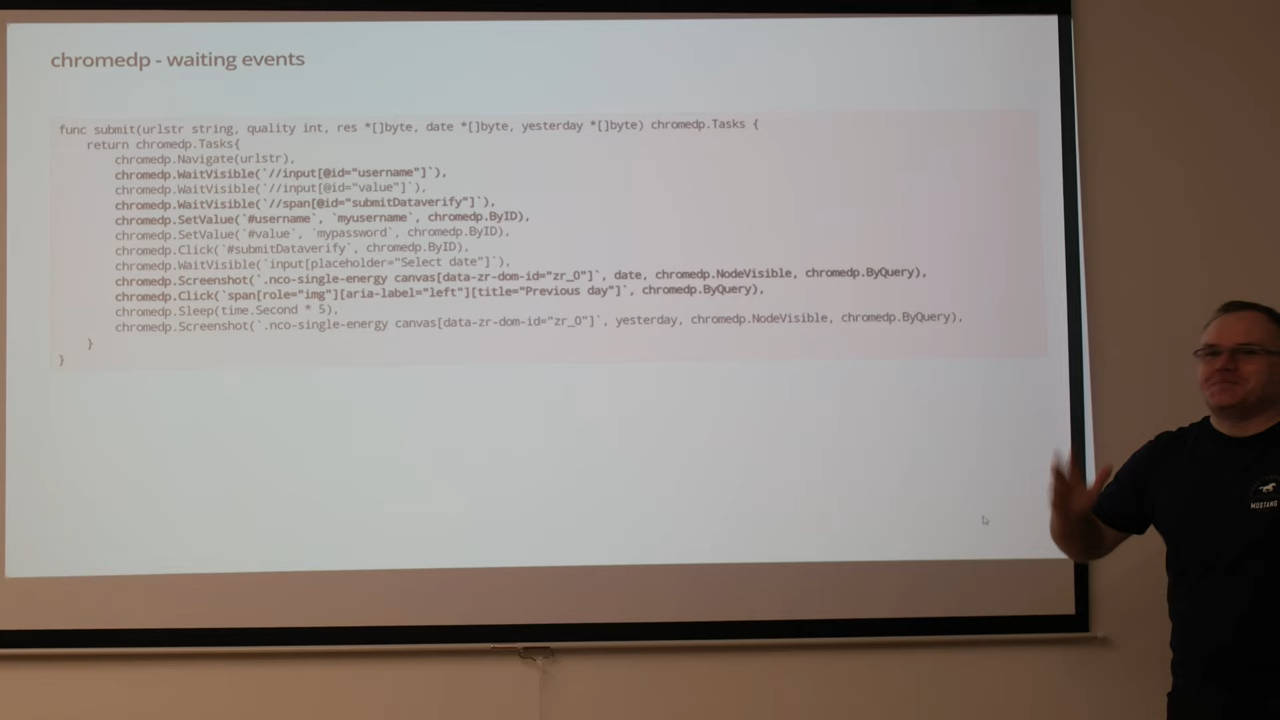 chromedp - waiting events
func submit(urlstr string, quality int, res *[]byte, date *[]byte, yesterday *[]byte) chromedp.Tasks {
return chromedp.Tasks{
chromedp.Navigate(urlstr),
chromedp.WaitVisible(`//input[@id="username"]`),
chromedp.WaitVisible(`//input[@id="value"]`),
chromedp.WaitVisible(`//span[@id="submitDataverify"]`),
chromedp.SetValue(`#username`, `myusername`, chromedp.ByID),
chromedp.SetValue(`#value`, `mypassword`, chromedp.ByID),
chromedp.Click(`#submitDataverify`, chromedp.ByID),
chromedp.WaitVisible(`input[placeholder="Select date"]`),
chromedp.Screenshot(`.nco-single-energy canvas[data-zr-dom-id="zr_0"]`, date, chromedp.NodeVisible, chromedp.ByQuery),
chromedp.Click(`span[role="img"][aria-label="left"][title="Previous day"]`, chromedp.ByQuery),
chromedp.Sleep(time.Second * 5),
chromedp.Screenshot(`.nco-single-energy canvas[data-zr-dom-id="zr_0"]`, yesterday, chromedp.NodeVisible, chromedp.ByQuery),
}
}
MUSTANG